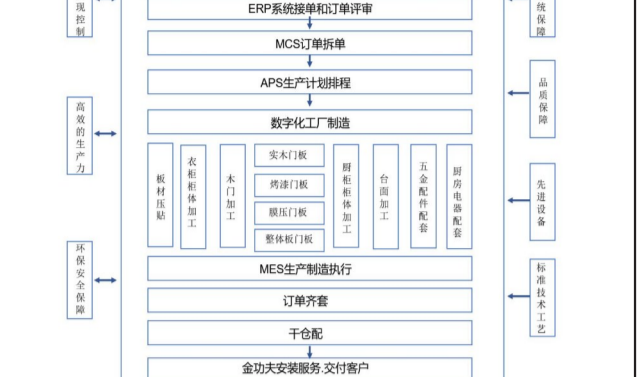 现控制
ERP系统接单和订单评审
统保障
MCS订单拆单
APS生产计划排程
品质保障
高效的生产力
数字化工厂制造
板材压贴
衣柜柜体加工
木门加工
实木门板
烤漆门板
膜压门板
整体板门板
厨柜柜体加工
台面加工
五金配件配套
厨房电器配套
先进设备
环保安全保障
MES生产制造执行
订单齐套
标准技术工艺
干仓配
金功夫安装服务.交付客户